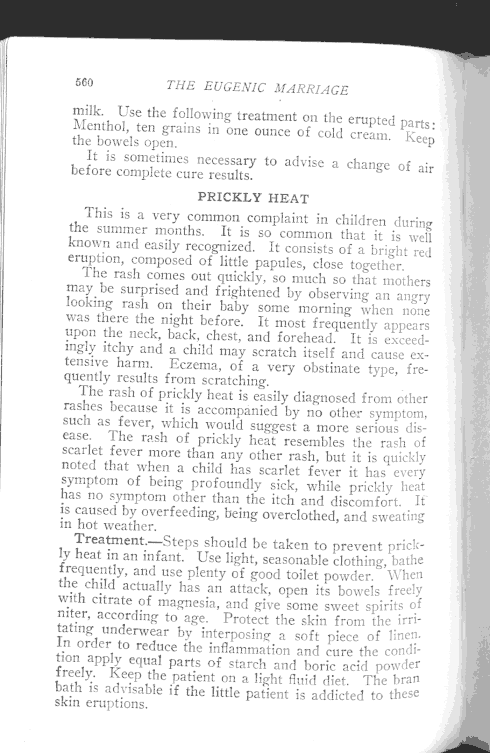 560 THE EUGENIC MARRIAGE
milk. Use the following treatment on the erupted parts:
Menthol, ten grains in one ounce of cold cream. Keep
the bowels open.
It is sometimes necessary to advise a change of air
before complete cure results.
PRICKLY HEAT
This is a very common complaint in children during
the summer months. It is so common that it is well
known and easily recognized. It consists of a bright red
eruption, composed of little papules, close together.
The rash comes out quickly, so much so that mothers
may be surprised and frightened by observing an angry
looking rash on their baby some morning when none
was there the night before. It most frequently appears
upon the neck, back, chest, and forehead. It is exceed-
ingly itchy and a child may scratch itself and cause ex-
tensive harm. Eczema, of a very obstinate type, fre-
quently results from scratching.
The rash of prickly heat is easily diagnosed from other
rashes because it is accompanied by no other symptom,
such as fever, which would suggest a more serious dis-
ease. The rash of prickly heat resembles the rash of
scarlet fever more than any other rash, but it is quickly
noted that when a child has scarlet fever it has every
symptom of being profoundly sick, while prickly heat
has no symptom other than the itch and discomfort. It
is caused by overfeeding, being overclothed, and sweating
in hot weather.
Treatment.—Steps should be taken to prevent prick-
ly heat in an infant. Use light, seasonable clothing, bathe
frequently, and use plenty of good toilet powder. When
the child actually has an attack, open its bowels freely
with citrate of magnesia, and give some sweet spirits of
niter, according to age. Protect the skin from the irri-
tating underwear by interposing a soft piece of linen.
In order to reduce the inflammation and cure the condi-
tion apply equal parts of starch and boric acid powder
freely. Keep the patient on a light fluid diet. The bran
bath is advisable if the little patient is addicted to these
skin eruptions.